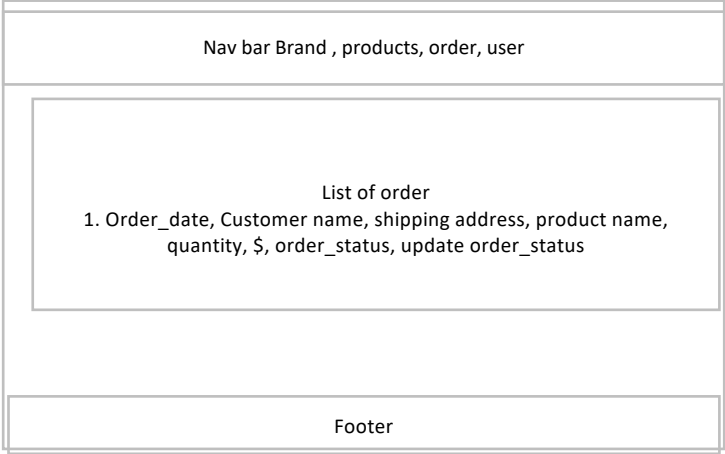 Nav bar Brand , products, order, user
List of order
1. Order_date, Customer name, shipping address, product name,
quantity, $, order_status, update order_status
Footer